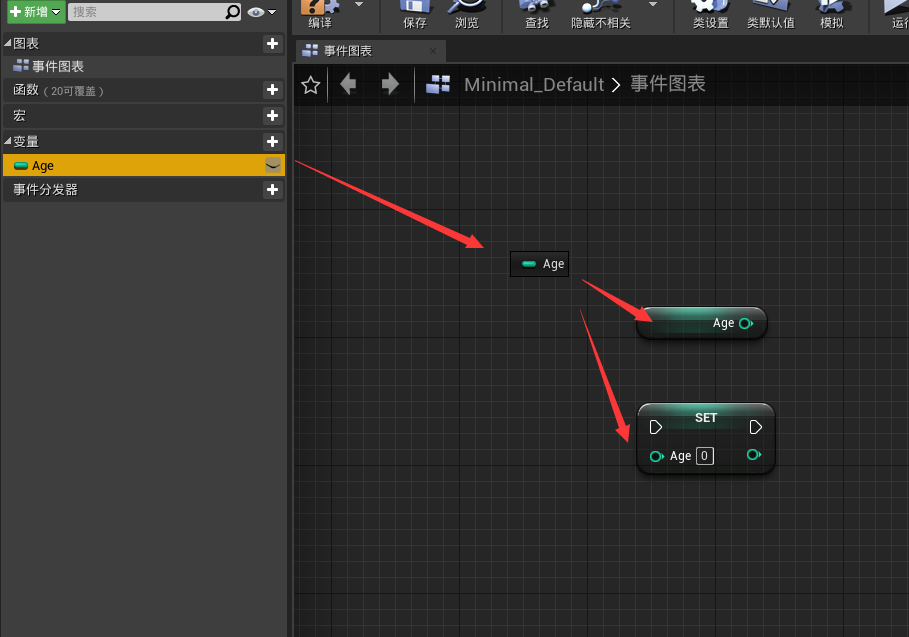 新增
搜索
编译
保存
浏览
查找
隐藏不相关
类设置
类默认值
模拟
运行
图表
事件图表
函数（20可覆盖）
宏
变量
Age
事件分发器
事件图表
Minimal_Default > 事件图表
Age
Age
SET
Age 0